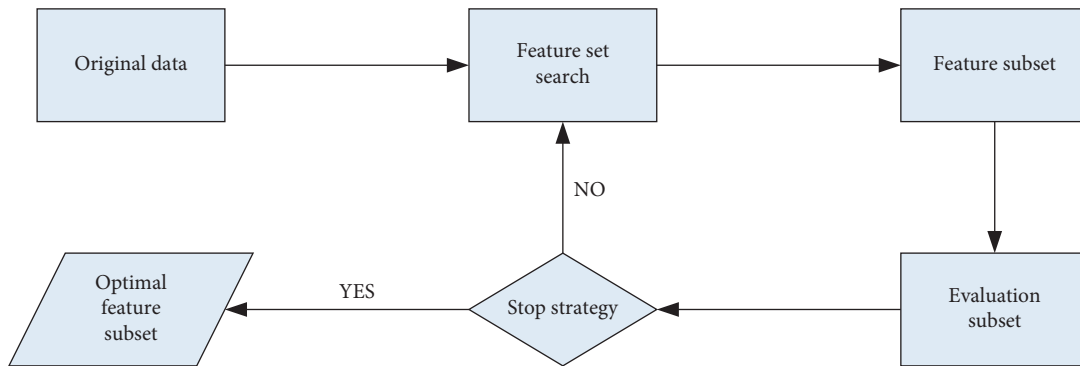 Original data
Feature set
search
Feature subset
NO
Optimal
feature
subset
YES
Stop strategy
Evaluation
subset